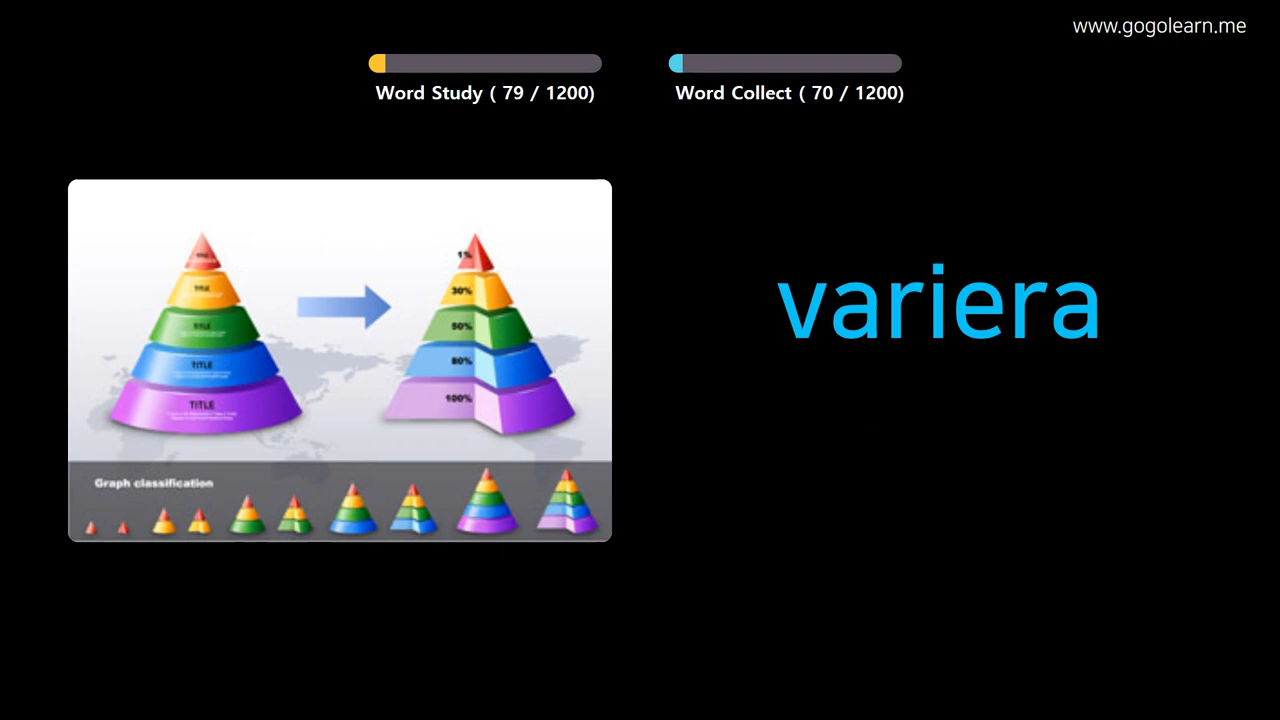 www.gogolearn.me
Word Study ( 79 / 1200)
Word Collect ( 70 / 1200)
variera
TITLE
TITLE
TITLE
TITLE
1%
30%
50%
80%
100%
Graph classification